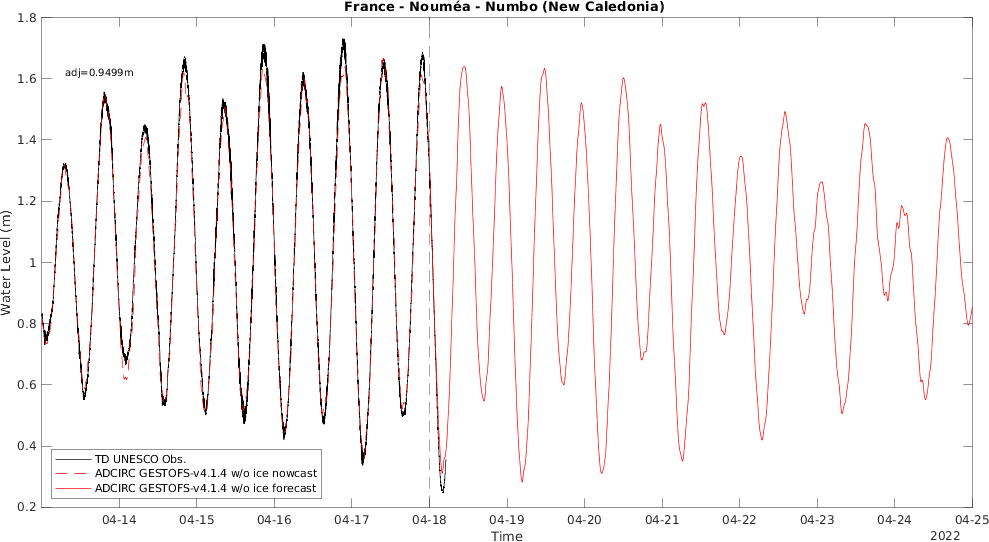 France - Nouméa - Numbo (New Caledonia)
1.8
1.6
1.4
1.2
1
0.8
0.6
0.4
0.2
Water Level (m)
adj=0.9499m
TD UNESCO Obs.
ADCIRC GESTOFS-v4.1.4 w/o ice nowcast
ADCIRC GESTOFS-v4.1.4 w/o ice forecast
04-14 04-15 04-16 04-17 04-18 04-19 04-20 04-21 04-22 04-23 04-24 04-25
Time
2022